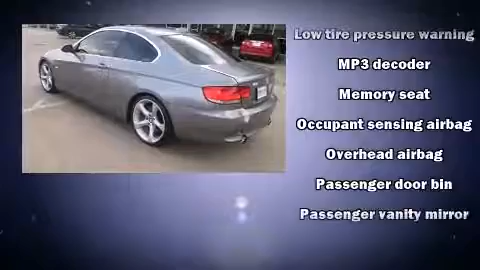 Low tire pressure warning
MP3 decoder
Memory seat
Occupant sensing airbag
Overhead airbag
Passenger door bin
Passenger vanity mirror